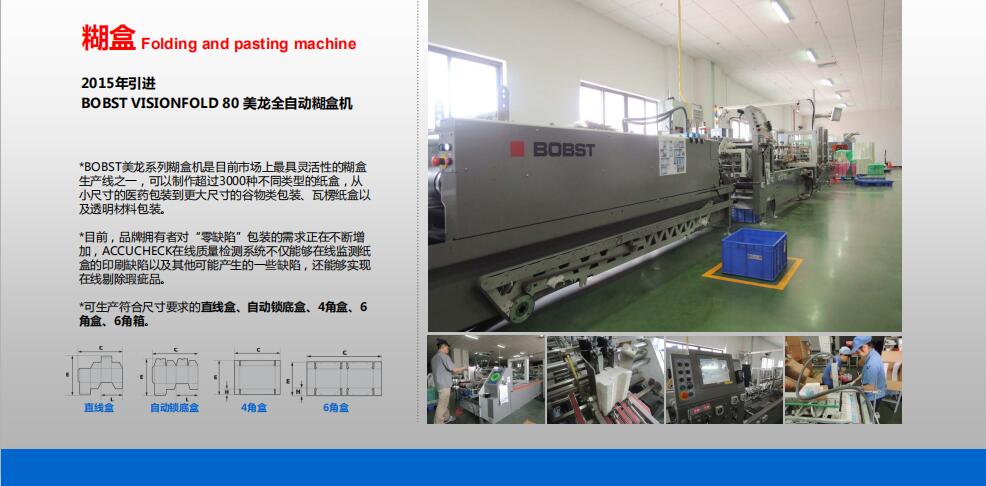 糊盒 Folding and pasting machine
2015年引进
BOBST VISIONFOLD 80 美龙全自动糊盒机
*BOBST美龙系列糊盒机是目前市场上最具灵活性的糊盒
生产线之一，可以制作超过3000种不同类型的纸盒，从
小尺寸的医药包装到更大尺寸的谷物类包装、瓦楞纸盒以
及透明材料包装。
*目前，品牌拥有者对“零缺陷”包装的需求正在不断增
加，ACCUCHECK在线质量检测系统不仅能够在线监测纸
盒的印刷缺陷以及其他可能产生的一些缺陷，还能够实现
在线剔除瑕疵品。
*可生产符合尺寸要求的直线盒、自动锁底盒、4角盒、6
角盒、6角箱。
C
E
L
直线盒
C
E
L
自动锁底盒
C
E
H
4角盒
C
E
H
6角盒
BOBST